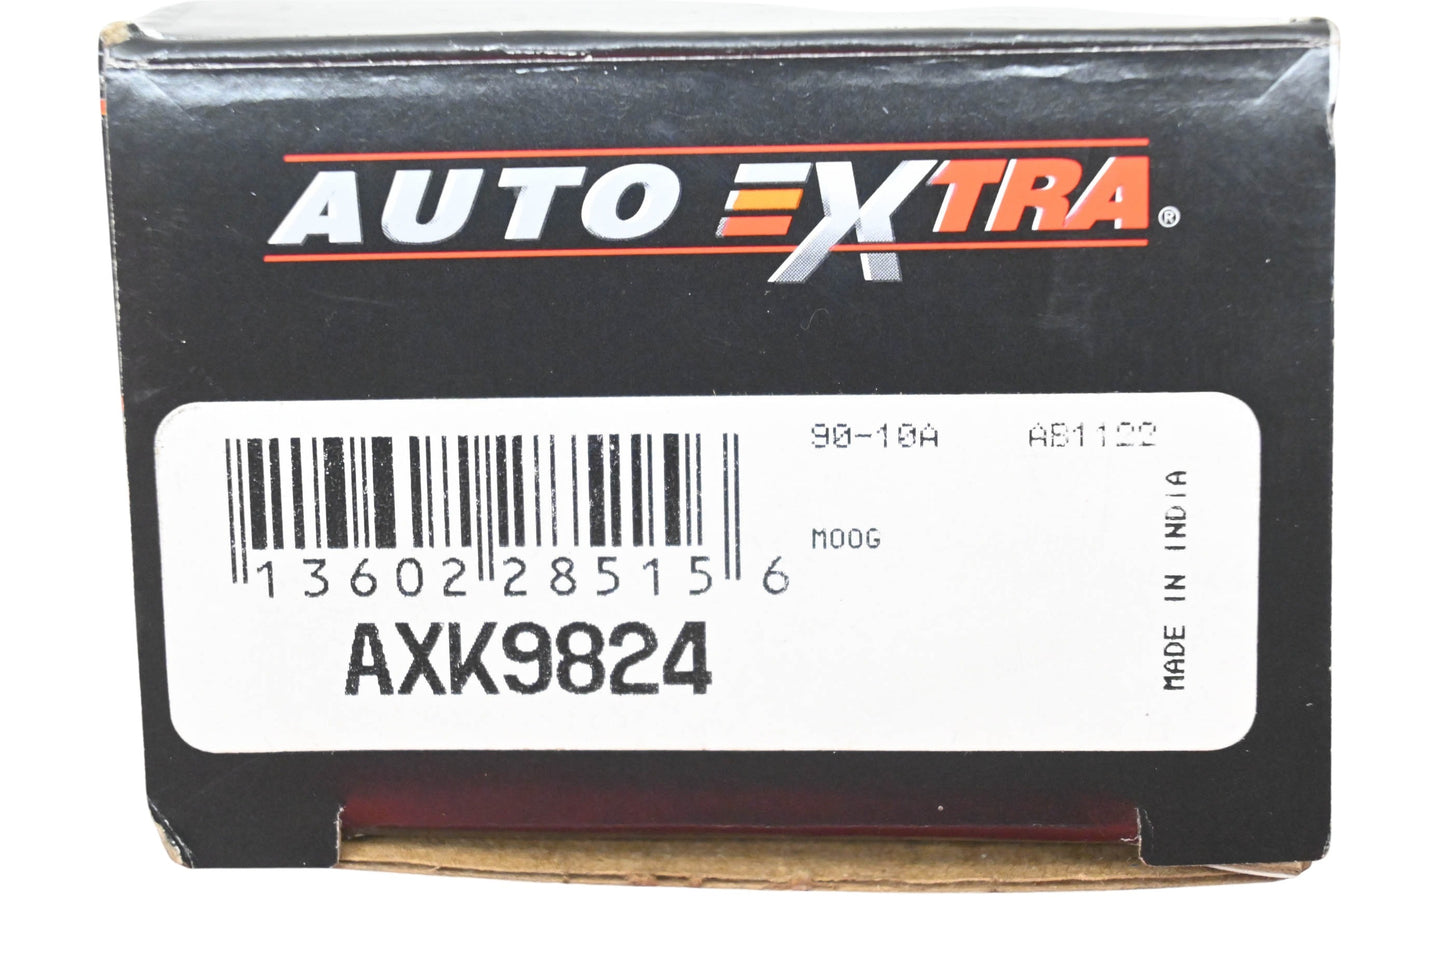 AUTO EXTRA®
90-10A AB1122
MOOG
13602 28515 6
AXK9824
MADE IN INDIA